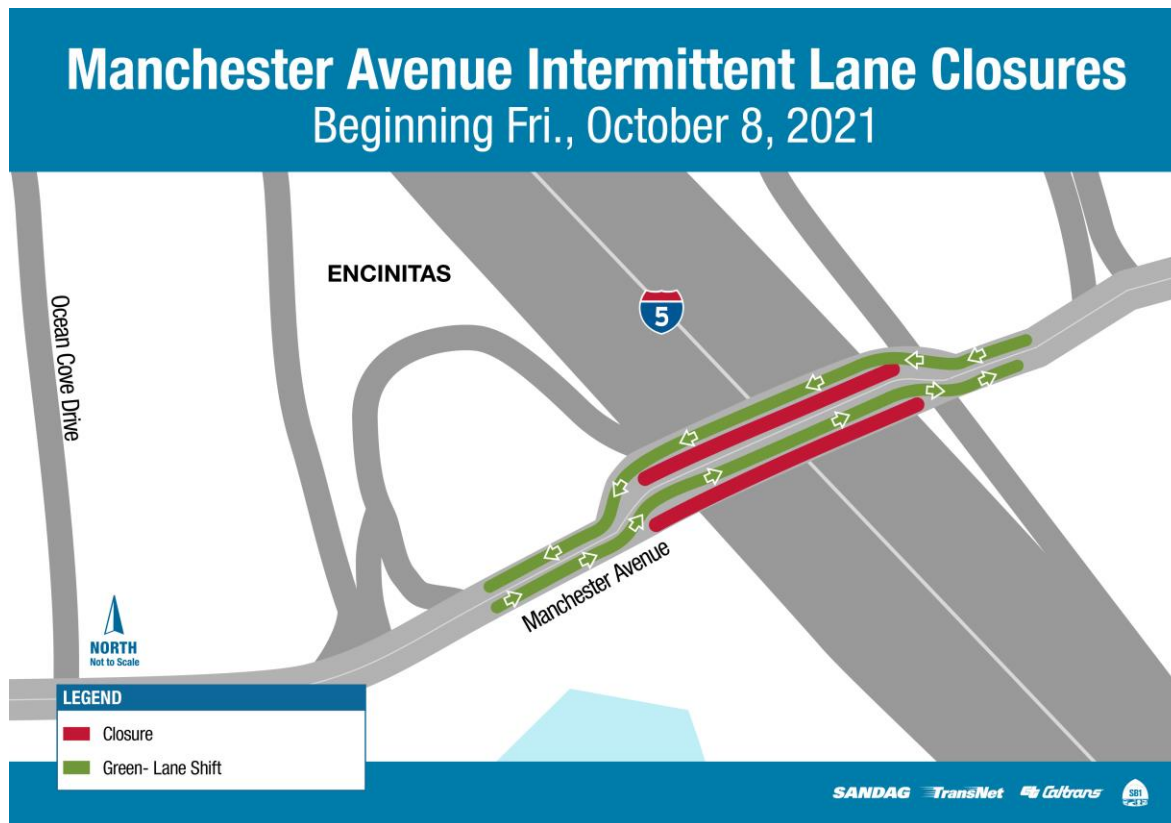 Manchester Avenue Intermittent Lane Closures
Beginning Fri., October 8, 2021
ENCINITAS
5
Ocean Cove Drive
Manchester Avenue
NORTH
Not to Scale
LEGEND
Closure
Green- Lane Shift
SANDAG TransNet Caltrans SB1